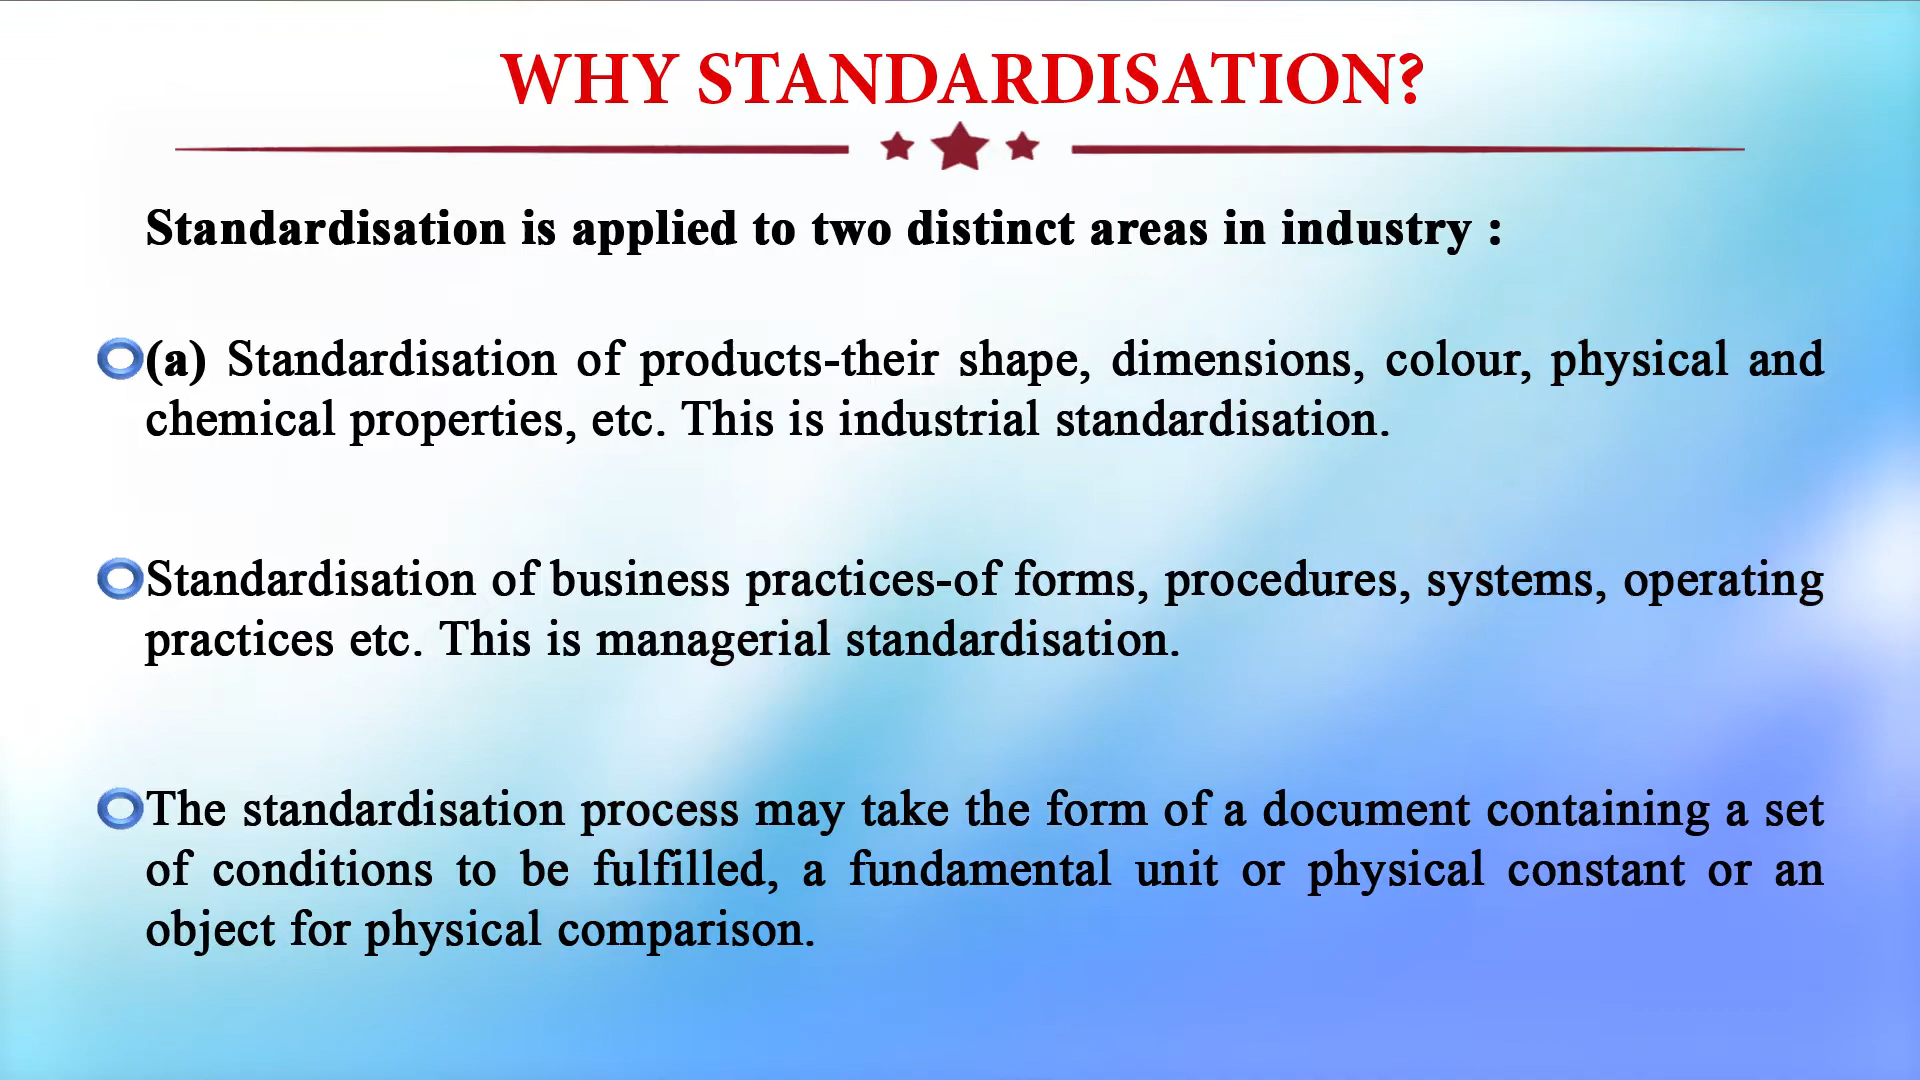 WHY STANDARDISATION?
Standardisation is applied to two distinct areas in industry :
(a) Standardisation of products-their shape, dimensions, colour, physical and
chemical properties, etc. This is industrial standardisation.
Standardisation of business practices-of forms, procedures, systems, operating
practices etc. This is managerial standardisation.
The standardisation process may take the form of a document containing a set
of conditions to be fulfilled, a fundamental unit or physical constant or an
object for physical comparison.